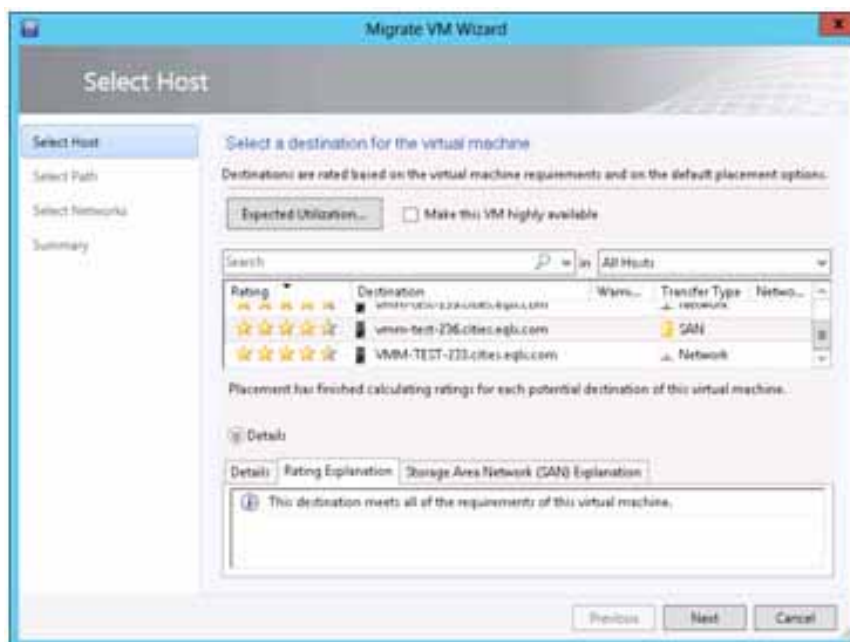 Migrate VM Wizard
x
Select Host
Select Host
Select Path
Select Networks
Summary
Select a destination for the virtual machine
Destinations are rated based on the virtual machine requirements and on the default placement options.
Expected Utilization...
Make this VM highly available
Search
in
All Hosts
Rating
Destination
Warni...
Transfer Type
Netwo...
Network
vmm-test-236.cities.eqlx.com
SAN
VMM-TEST-233.cities.eqlx.com
Network
Placement has finished calculating ratings for each potential destination of this virtual machine.
Details
Details
Rating Explanation
Storage Area Network (SAN) Explanation
This destination meets all of the requirements of this virtual machine.
Previous
Next
Cancel